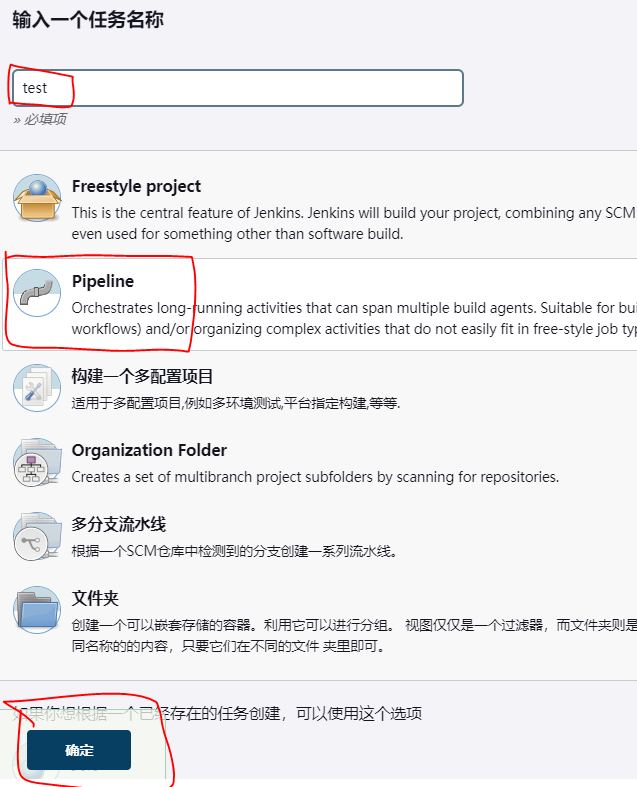 输入一个任务名称
test
» 必填项
Freestyle project
This is the central feature of Jenkins. Jenkins will build your project, combining any SCM
even used for something other than software build.
Pipeline
Orchestrates long-running activities that can span multiple build agents. Suitable for bui
workflows) and/or organizing complex activities that do not easily fit in free-style job typ
构建一个多配置项目
适用于多配置项目,例如多环境测试,平台指定构建,等等.
Organization Folder
Creates a set of multibranch project subfolders by scanning for repositories.
多分支流水线
根据一个SCM仓库中检测到的分支创建一系列流水线。
文件夹
创建一个可以嵌套存储的容器。利用它可以进行分组。 视图仅仅是一个过滤器，而文件夹则是
同名称的的内容，只要它们在不同的文件 夹里即可。
如果你想根据一个已经存在的任务创建，可以使用这个选项
确定